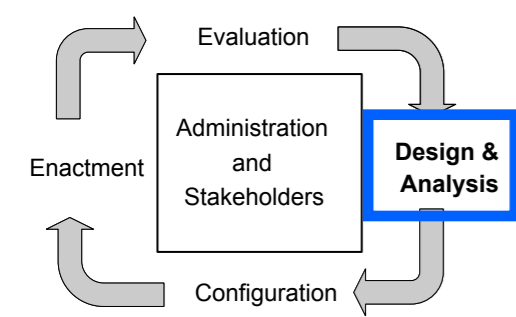 Evaluation
Administration
and
Stakeholders
Design &
Analysis
Enactment
Configuration